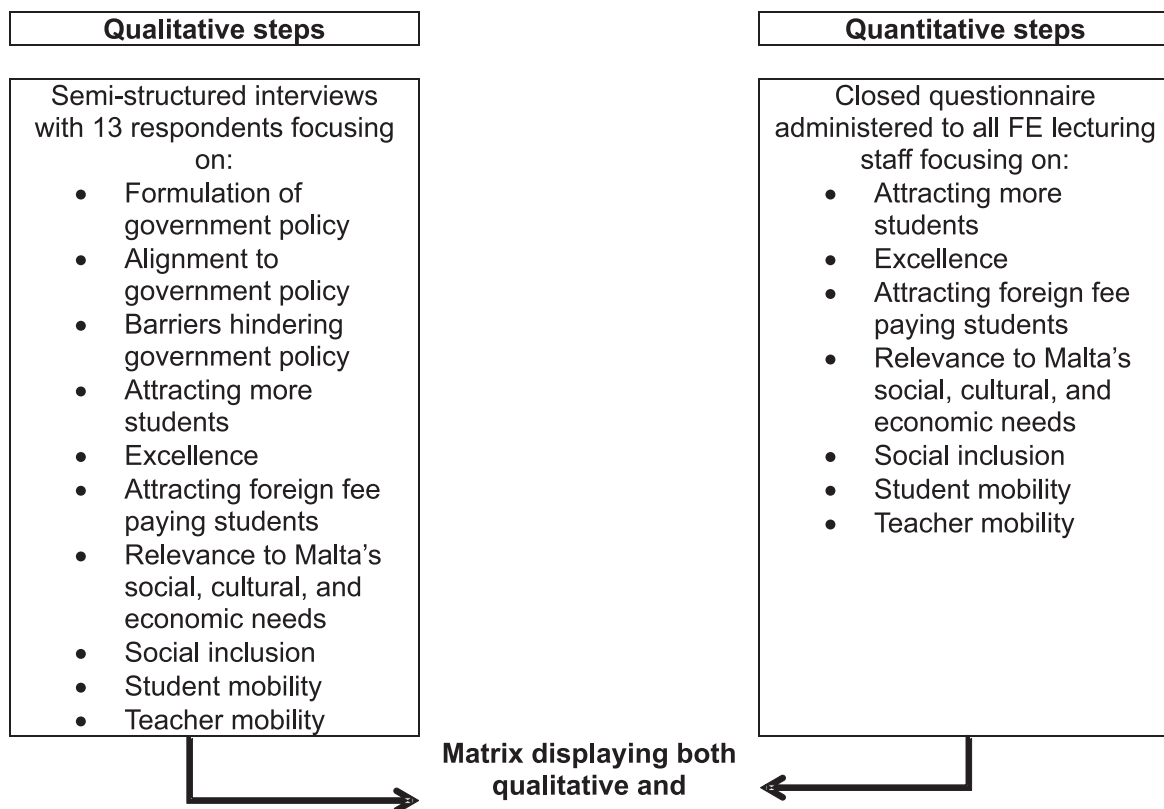 Qualitative steps
Semi-structured interviews
with 13 respondents focusing
on:
• Formulation of
government policy
• Alignment to
government policy
• Barriers hindering
government policy
• Attracting more
students
• Excellence
• Attracting foreign fee
paying students
• Relevance to Malta's
social, cultural, and
economic needs
• Social inclusion
• Student mobility
• Teacher mobility
Quantitative steps
Closed questionnaire
administered to all FE lecturing
staff focusing on:
• Attracting more
students
• Excellence
• Attracting foreign fee
paying students
• Relevance to Malta's
social, cultural, and
economic needs
• Social inclusion
• Student mobility
• Teacher mobility
Matrix displaying both
qualitative and